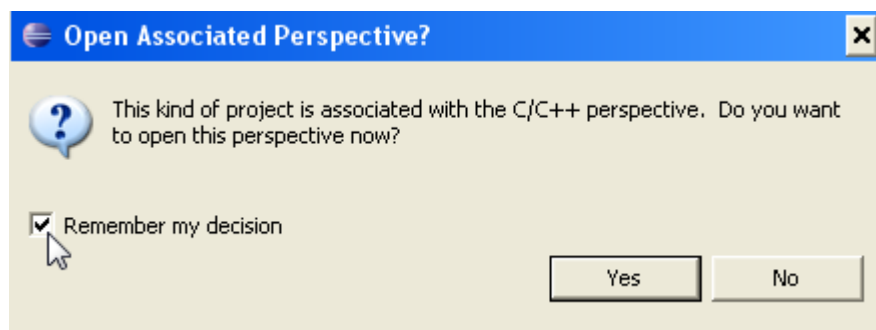 Open Associated Perspective?
This kind of project is associated with the C/C++ perspective. Do you want
to open this perspective now?
Remember my decision
Yes
No